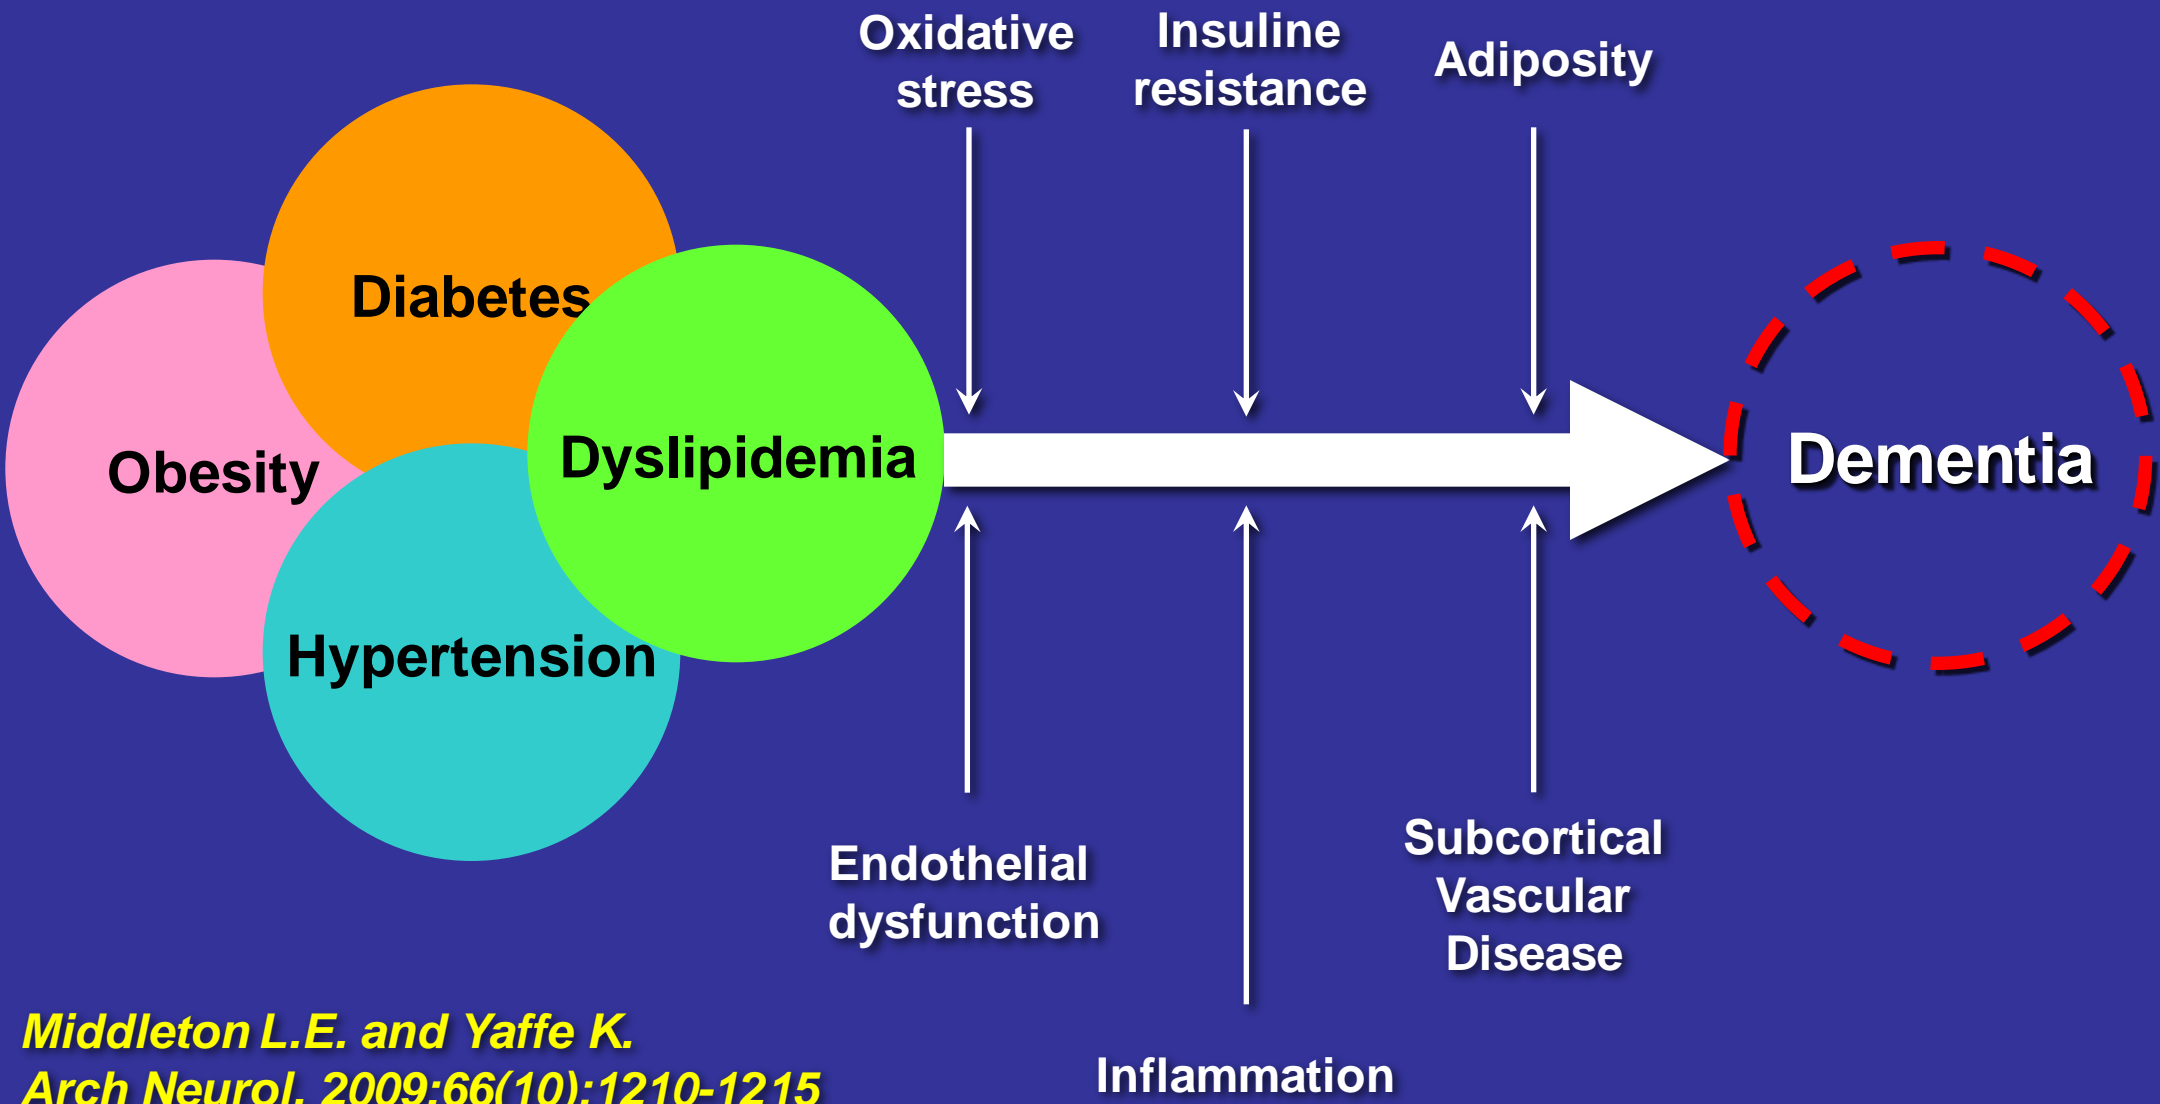 Oxidative
stress
Insuline
resistance
Adiposity
Diabetes
Obesity
Dyslipidemia
Hypertension
Dementia
Endothelial
dysfunction
Subcortical
Vascular
Disease
Inflammation
Middleton L.E. and Yaffe K.
Arch Neurol. 2009;66(10):1210-1215